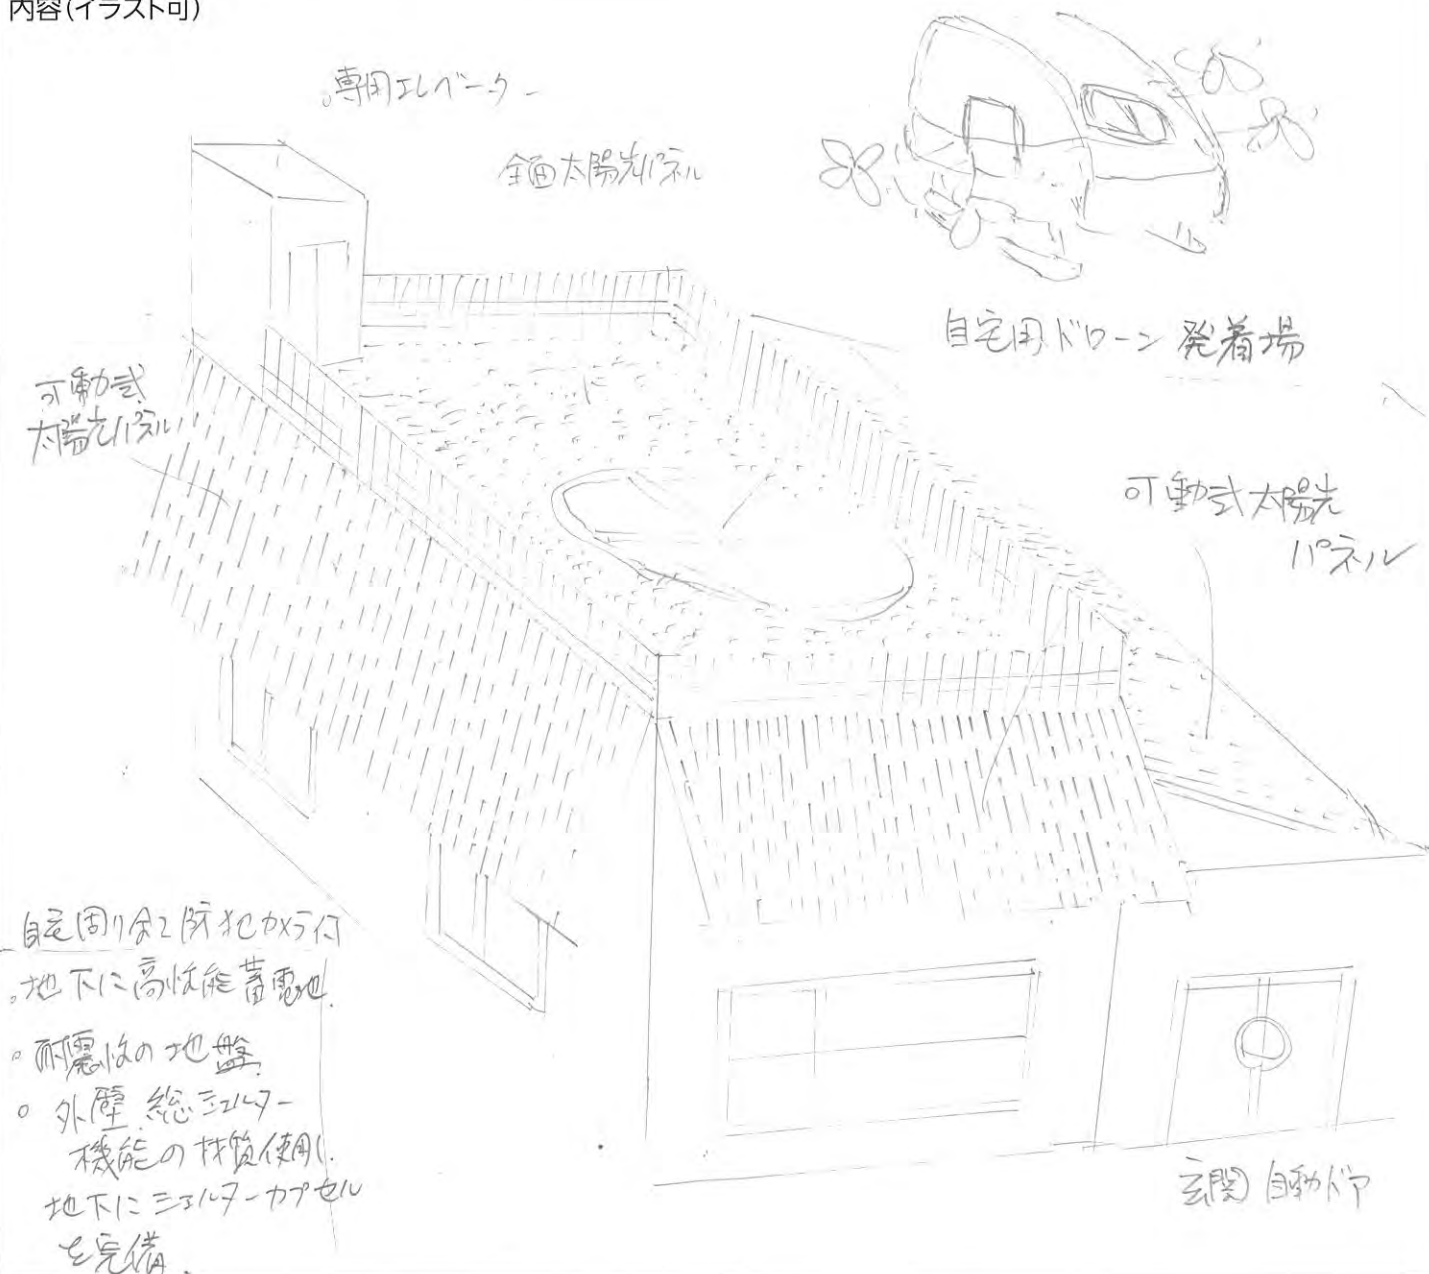 内容(イラスト可)
。専用エレベーター
全面太陽光パネル
自宅用ドローン 発着場
可動式
太陽光パネル
可動式太陽光
パネル
自宅周り全て防犯カメラ付
。地下に高性能蓄電池
。耐震性の地盤
。外壁 総シェルター
機能の材質使用し
地下にシェルターカプセル
を完備.
玄関 自動ドア